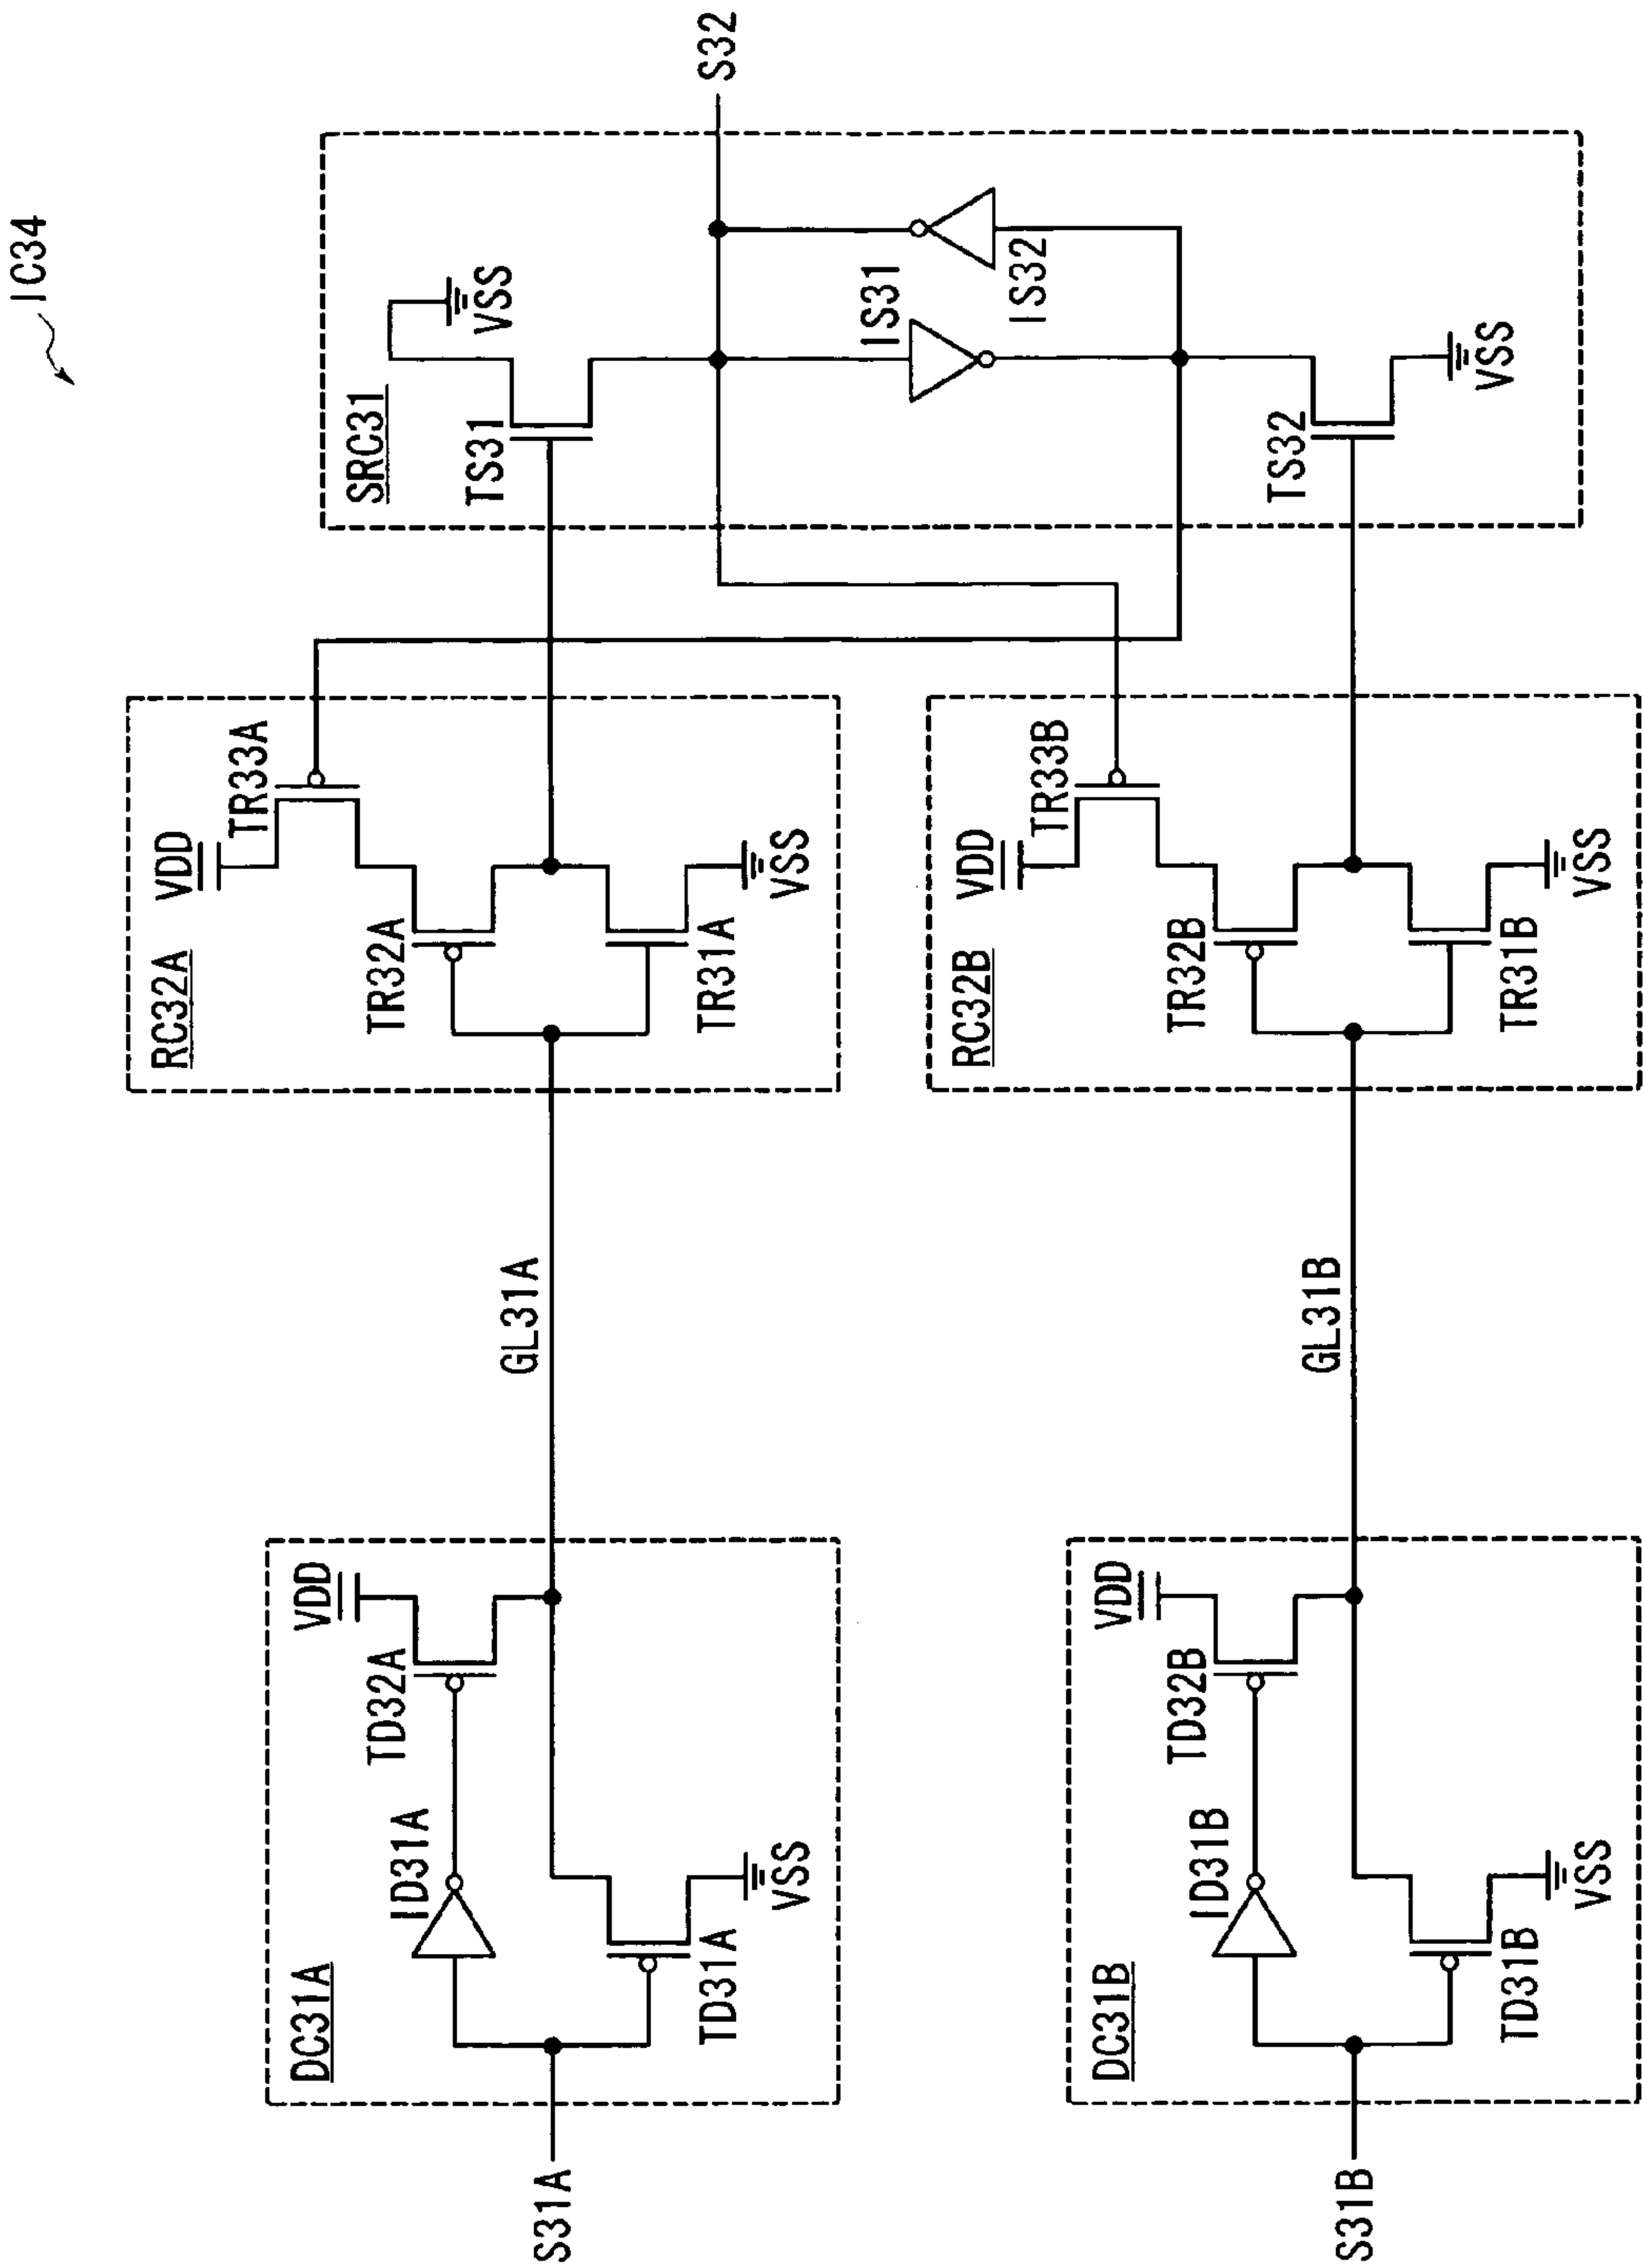 IC34
DC31A
S31A
ID31A
TD31A
VSS
TD32A
VDD
GL31A
RC32A
TR32A
TR31A
VDD
TR33A
VSS
SRC31
TS31
VSS
IS31
IS32
TS32
VSS
S32
DC31B
S31B
ID31B
TD31B
VSS
TD32B
VDD
GL31B
RC32B
TR32B
TR31B
VDD
TR33B
VSS